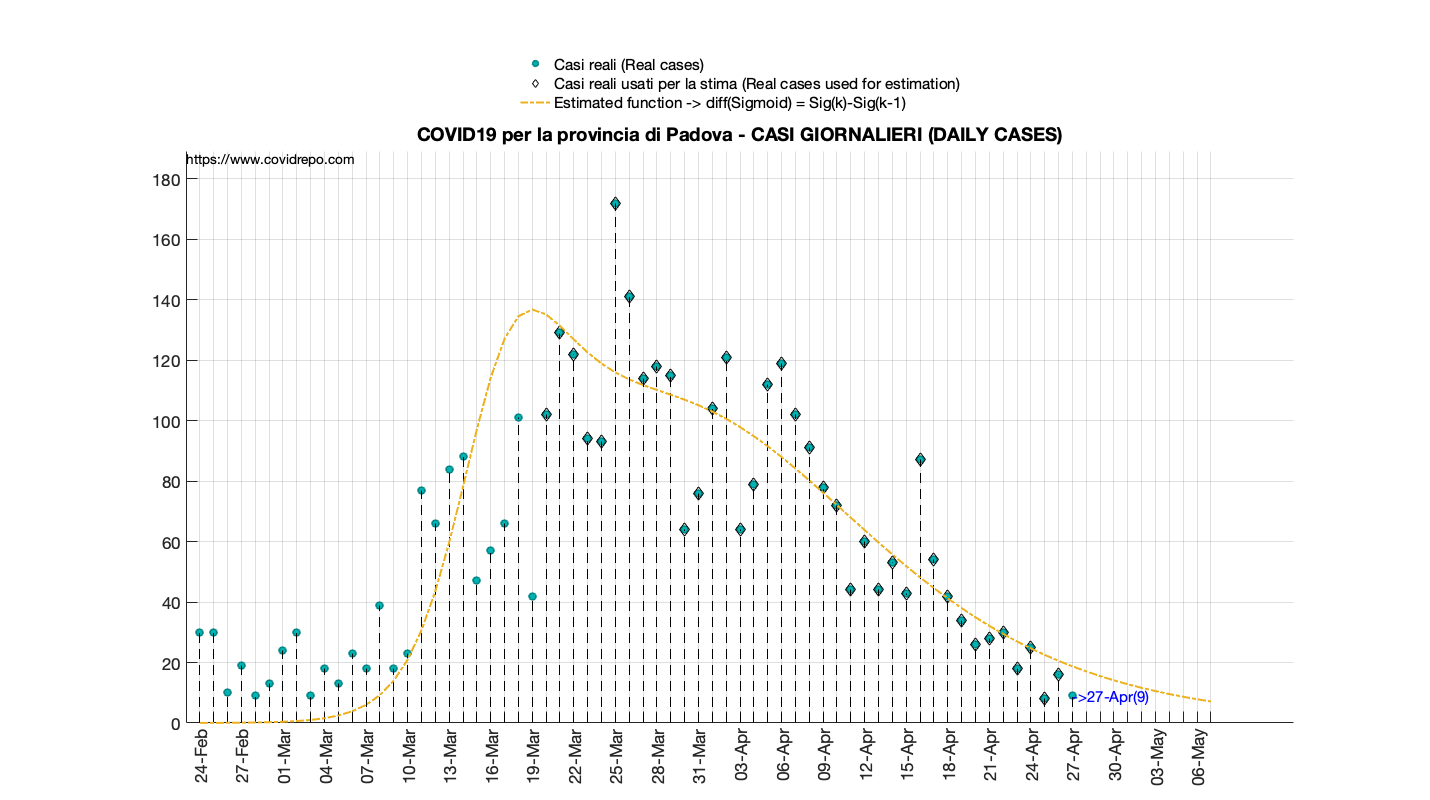 Casi reali (Real cases)
Casi reali usati per la stima (Real cases used for estimation)
Estimated function -> diff(Sigmoid) = Sig(k)-Sig(k-1)
COVID19 per la provincia di Padova - CASI GIORNALIERI (DAILY CASES)
https://www.covidrepo.com
180
160
140
120
100
80
60
40
20
0
>27-Apr(9)
24-Feb
27-Feb
01-Mar
04-Mar
07-Mar
10-Mar
13-Mar
16-Mar
19-Mar
22-Mar
25-Mar
28-Mar
31-Mar
03-Apr
06-Apr
09-Apr
12-Apr
15-Apr
18-Apr
21-Apr
24-Apr
27-Apr
30-Apr
03-May
06-May